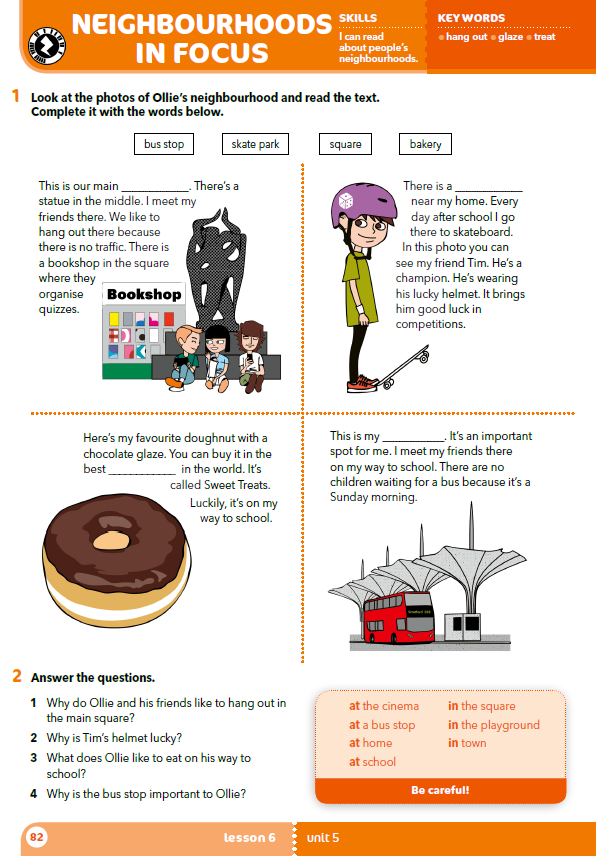 NEIGHBOURHOODS
IN FOCUS
SKILLS
I can read
about people's
neighbourhoods.
KEY WORDS
hang out glaze treat
1 Look at the photos of Ollie's neighbourhood and read the text.
Complete it with the words below.
bus stop skate park square bakery
This is our main ___________. There's a
statue in the middle. I meet my
friends there. We like to
hang out there because
there is no traffic. There is
a bookshop in the square
where they
organise
quizzes.
Bookshop
There is a ___________
near my home. Every
day after school I go
there to skateboard.
In this photo you can
see my friend Tim. He's a
champion. He's wearing
his lucky helmet. It brings
him good luck in
competitions.
Here's my favourite doughnut with a
chocolate glaze. You can buy it in the
best ___________ in the world. It's
called Sweet Treats.
Luckily, it's on my
way to school.
This is my __________. It's an important
spot for me. I meet my friends there
on my way to school. There are no
children waiting for a bus because it's a
Sunday morning.
2 Answer the questions.
1 Why do Ollie and his friends like to hang out in
the main square?
2 Why is Tim's helmet lucky?
3 What does Ollie like to eat on his way to
school?
4 Why is the bus stop important to Ollie?
at the cinema
at a bus stop
at home
at school
in the square
in the playground
in town
Be careful!
82 lesson 6 unit 5